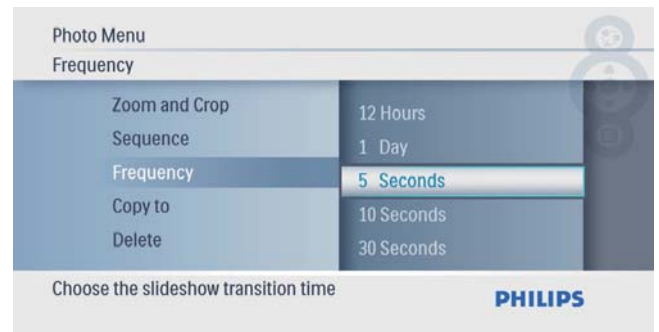 Photo Menu
Frequency
Zoom and Crop
Sequence
Frequency
Copy to
Delete
12 Hours
1 Day
5 Seconds
10 Seconds
30 Seconds
Choose the slideshow transition time
PHILIPS